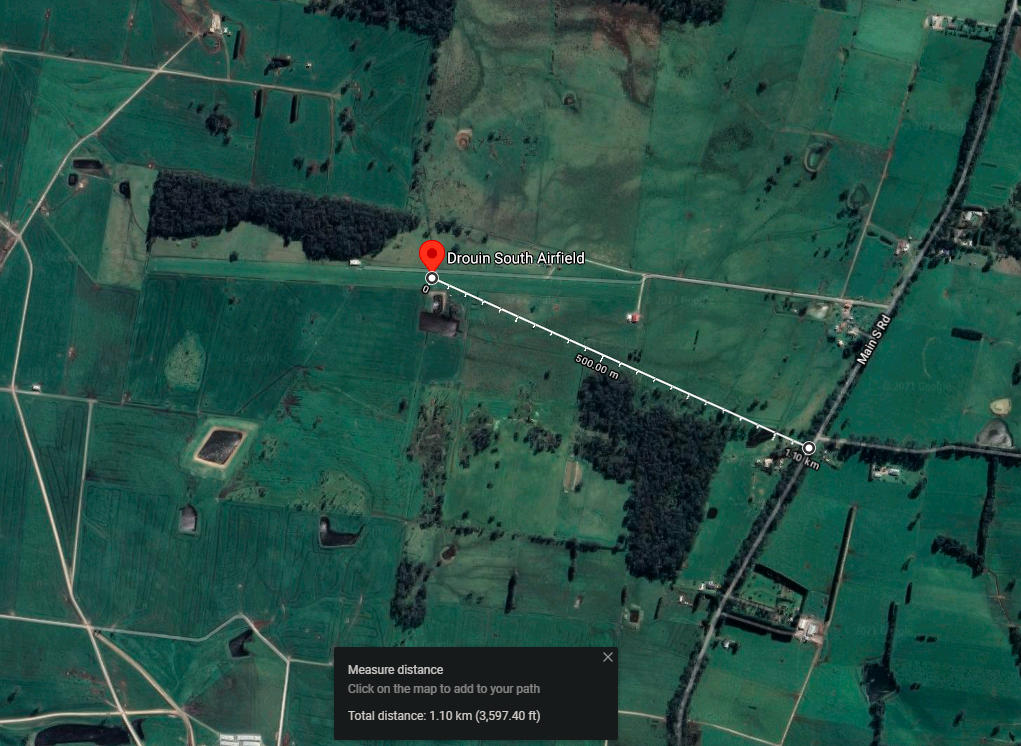 Drouin South Airfield
0
Main S Rd
500.00 m
1.10 km
Measure distance
Click on the map to add to your path
Total distance: 1.10 km (3,597.40 ft)